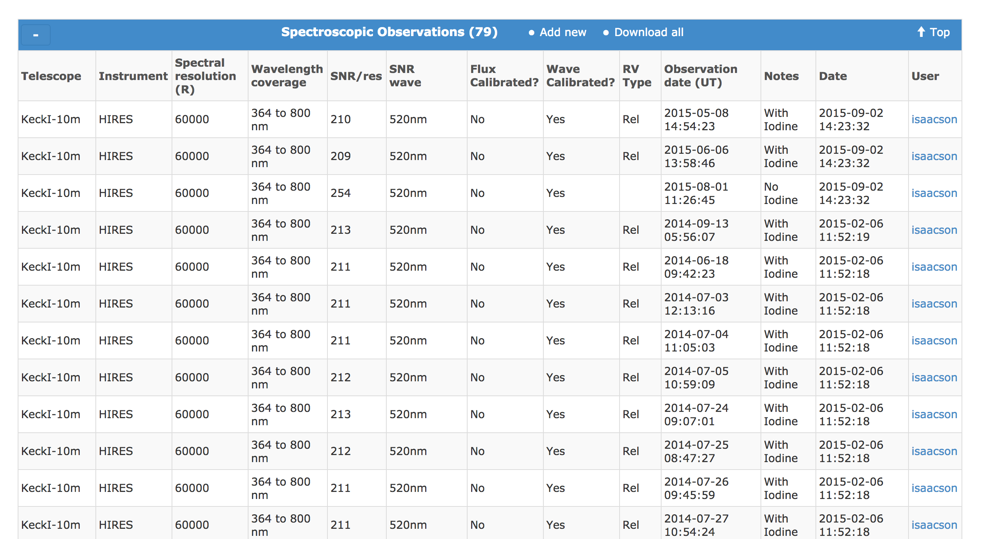 - Spectroscopic Observations (79) • Add new • Download all ⬆ Top
Telescope Instrument Spectral resolution (R) Wavelength coverage SNR/res SNR wave Flux Calibrated? Wave Calibrated? RV Type Observation date (UT) Notes Date User
KeckI-10m HIRES 60000 364 to 800 nm 210 520nm No Yes Rel 2015-05-08 14:54:23 With Iodine 2015-09-02 14:23:32 isaacson
KeckI-10m HIRES 60000 364 to 800 nm 209 520nm No Yes Rel 2015-06-06 13:58:46 With Iodine 2015-09-02 14:23:32 isaacson
KeckI-10m HIRES 60000 364 to 800 nm 254 520nm No Yes 2015-08-01 11:26:45 No Iodine 2015-09-02 14:23:32 isaacson
KeckI-10m HIRES 60000 364 to 800 nm 213 520nm No Yes Rel 2014-09-13 05:56:07 With Iodine 2015-02-06 11:52:19 isaacson
KeckI-10m HIRES 60000 364 to 800 nm 211 520nm No Yes Rel 2014-06-18 09:42:23 With Iodine 2015-02-06 11:52:18 isaacson
KeckI-10m HIRES 60000 364 to 800 nm 211 520nm No Yes Rel 2014-07-03 12:13:16 With Iodine 2015-02-06 11:52:18 isaacson
KeckI-10m HIRES 60000 364 to 800 nm 211 520nm No Yes Rel 2014-07-04 11:05:03 With Iodine 2015-02-06 11:52:18 isaacson
KeckI-10m HIRES 60000 364 to 800 nm 212 520nm No Yes Rel 2014-07-05 10:59:09 With Iodine 2015-02-06 11:52:18 isaacson
KeckI-10m HIRES 60000 364 to 800 nm 213 520nm No Yes Rel 2014-07-24 09:07:01 With Iodine 2015-02-06 11:52:18 isaacson
KeckI-10m HIRES 60000 364 to 800 nm 212 520nm No Yes Rel 2014-07-25 08:47:27 With Iodine 2015-02-06 11:52:18 isaacson
KeckI-10m HIRES 60000 364 to 800 nm 211 520nm No Yes Rel 2014-07-26 09:45:59 With Iodine 2015-02-06 11:52:18 isaacson
KeckI-10m HIRES 60000 364 to 800 nm 211 520nm No Yes Rel 2014-07-27 10:54:24 With Iodine 2015-02-06 11:52:18 isaacson